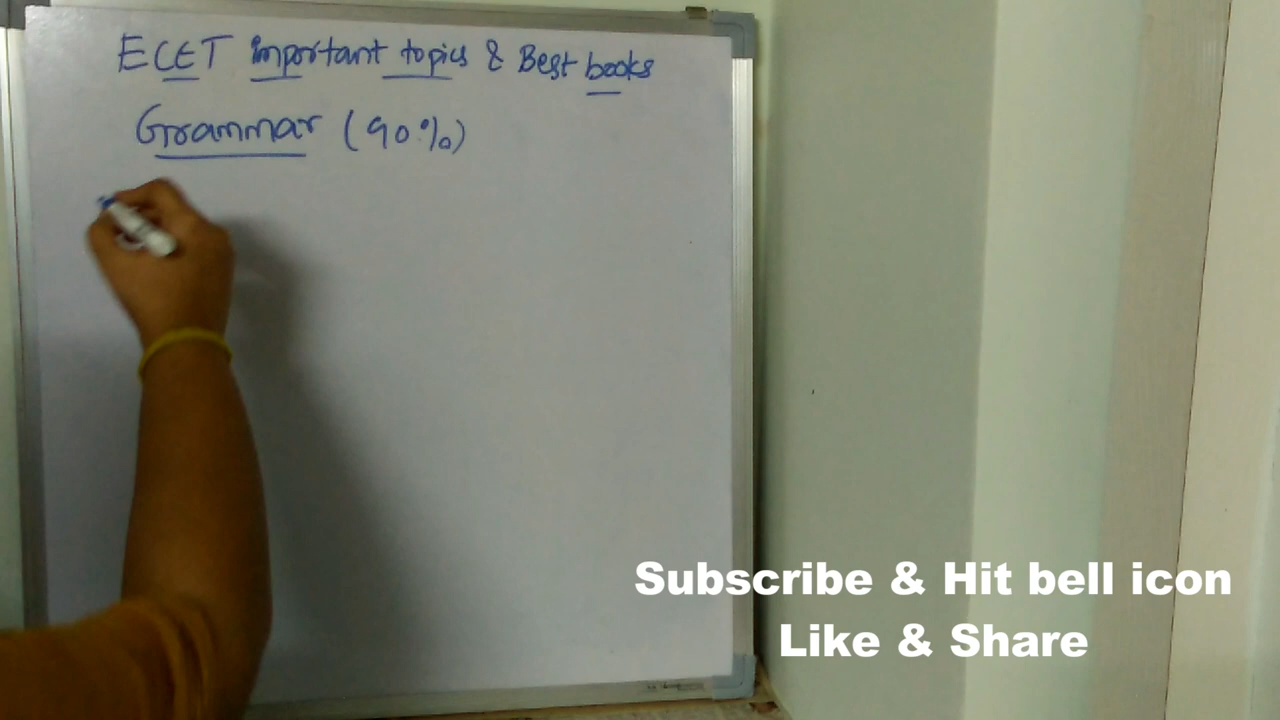 ECET important topics & Best books
Grammar (90%)
Subscribe & Hit bell icon
Like & Share